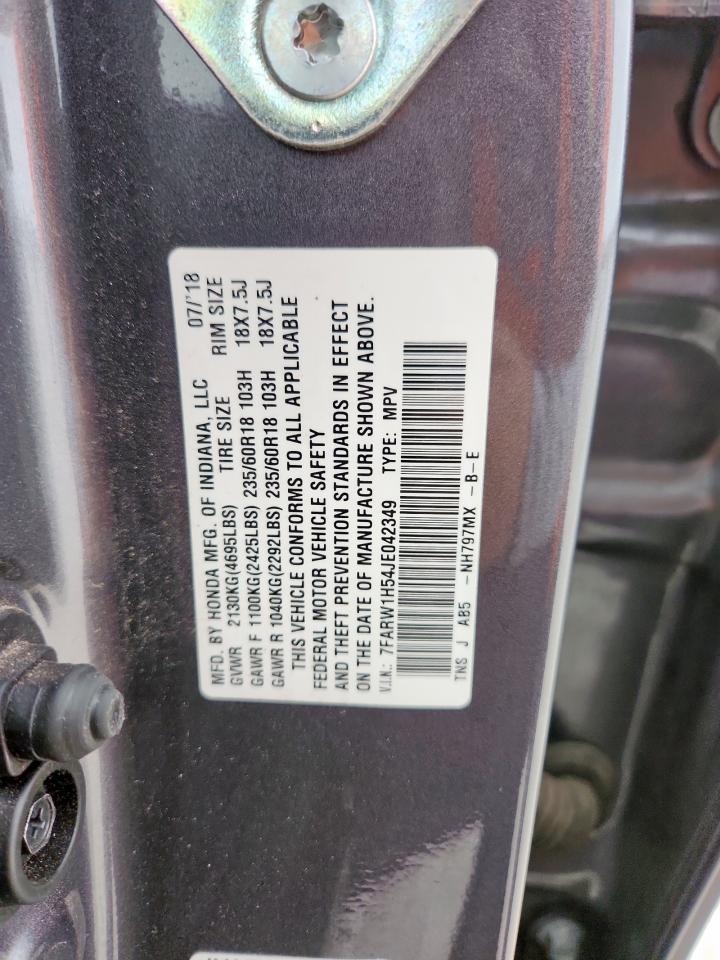 MFD. BY HONDA MFG. OF INDIANA, LLC 07/'18
GVWR 2130KG(4695LBS) TIRE SIZE RIM SIZE
GAWR F 1100KG(2425LBS) 235/60R18 103H 18X7.5J
GAWR R 1040KG(2292LBS) 235/60R18 103H 18X7.5J
THIS VEHICLE CONFORMS TO ALL APPLICABLE
FEDERAL MOTOR VEHICLE SAFETY
AND THEFT PREVENTION STANDARDS IN EFFECT
ON THE DATE OF MANUFACTURE SHOWN ABOVE.
V.I.N.: 7FARW1H54JE042349 TYPE: MPV
TNS J AB5 -NH797MX -B-E